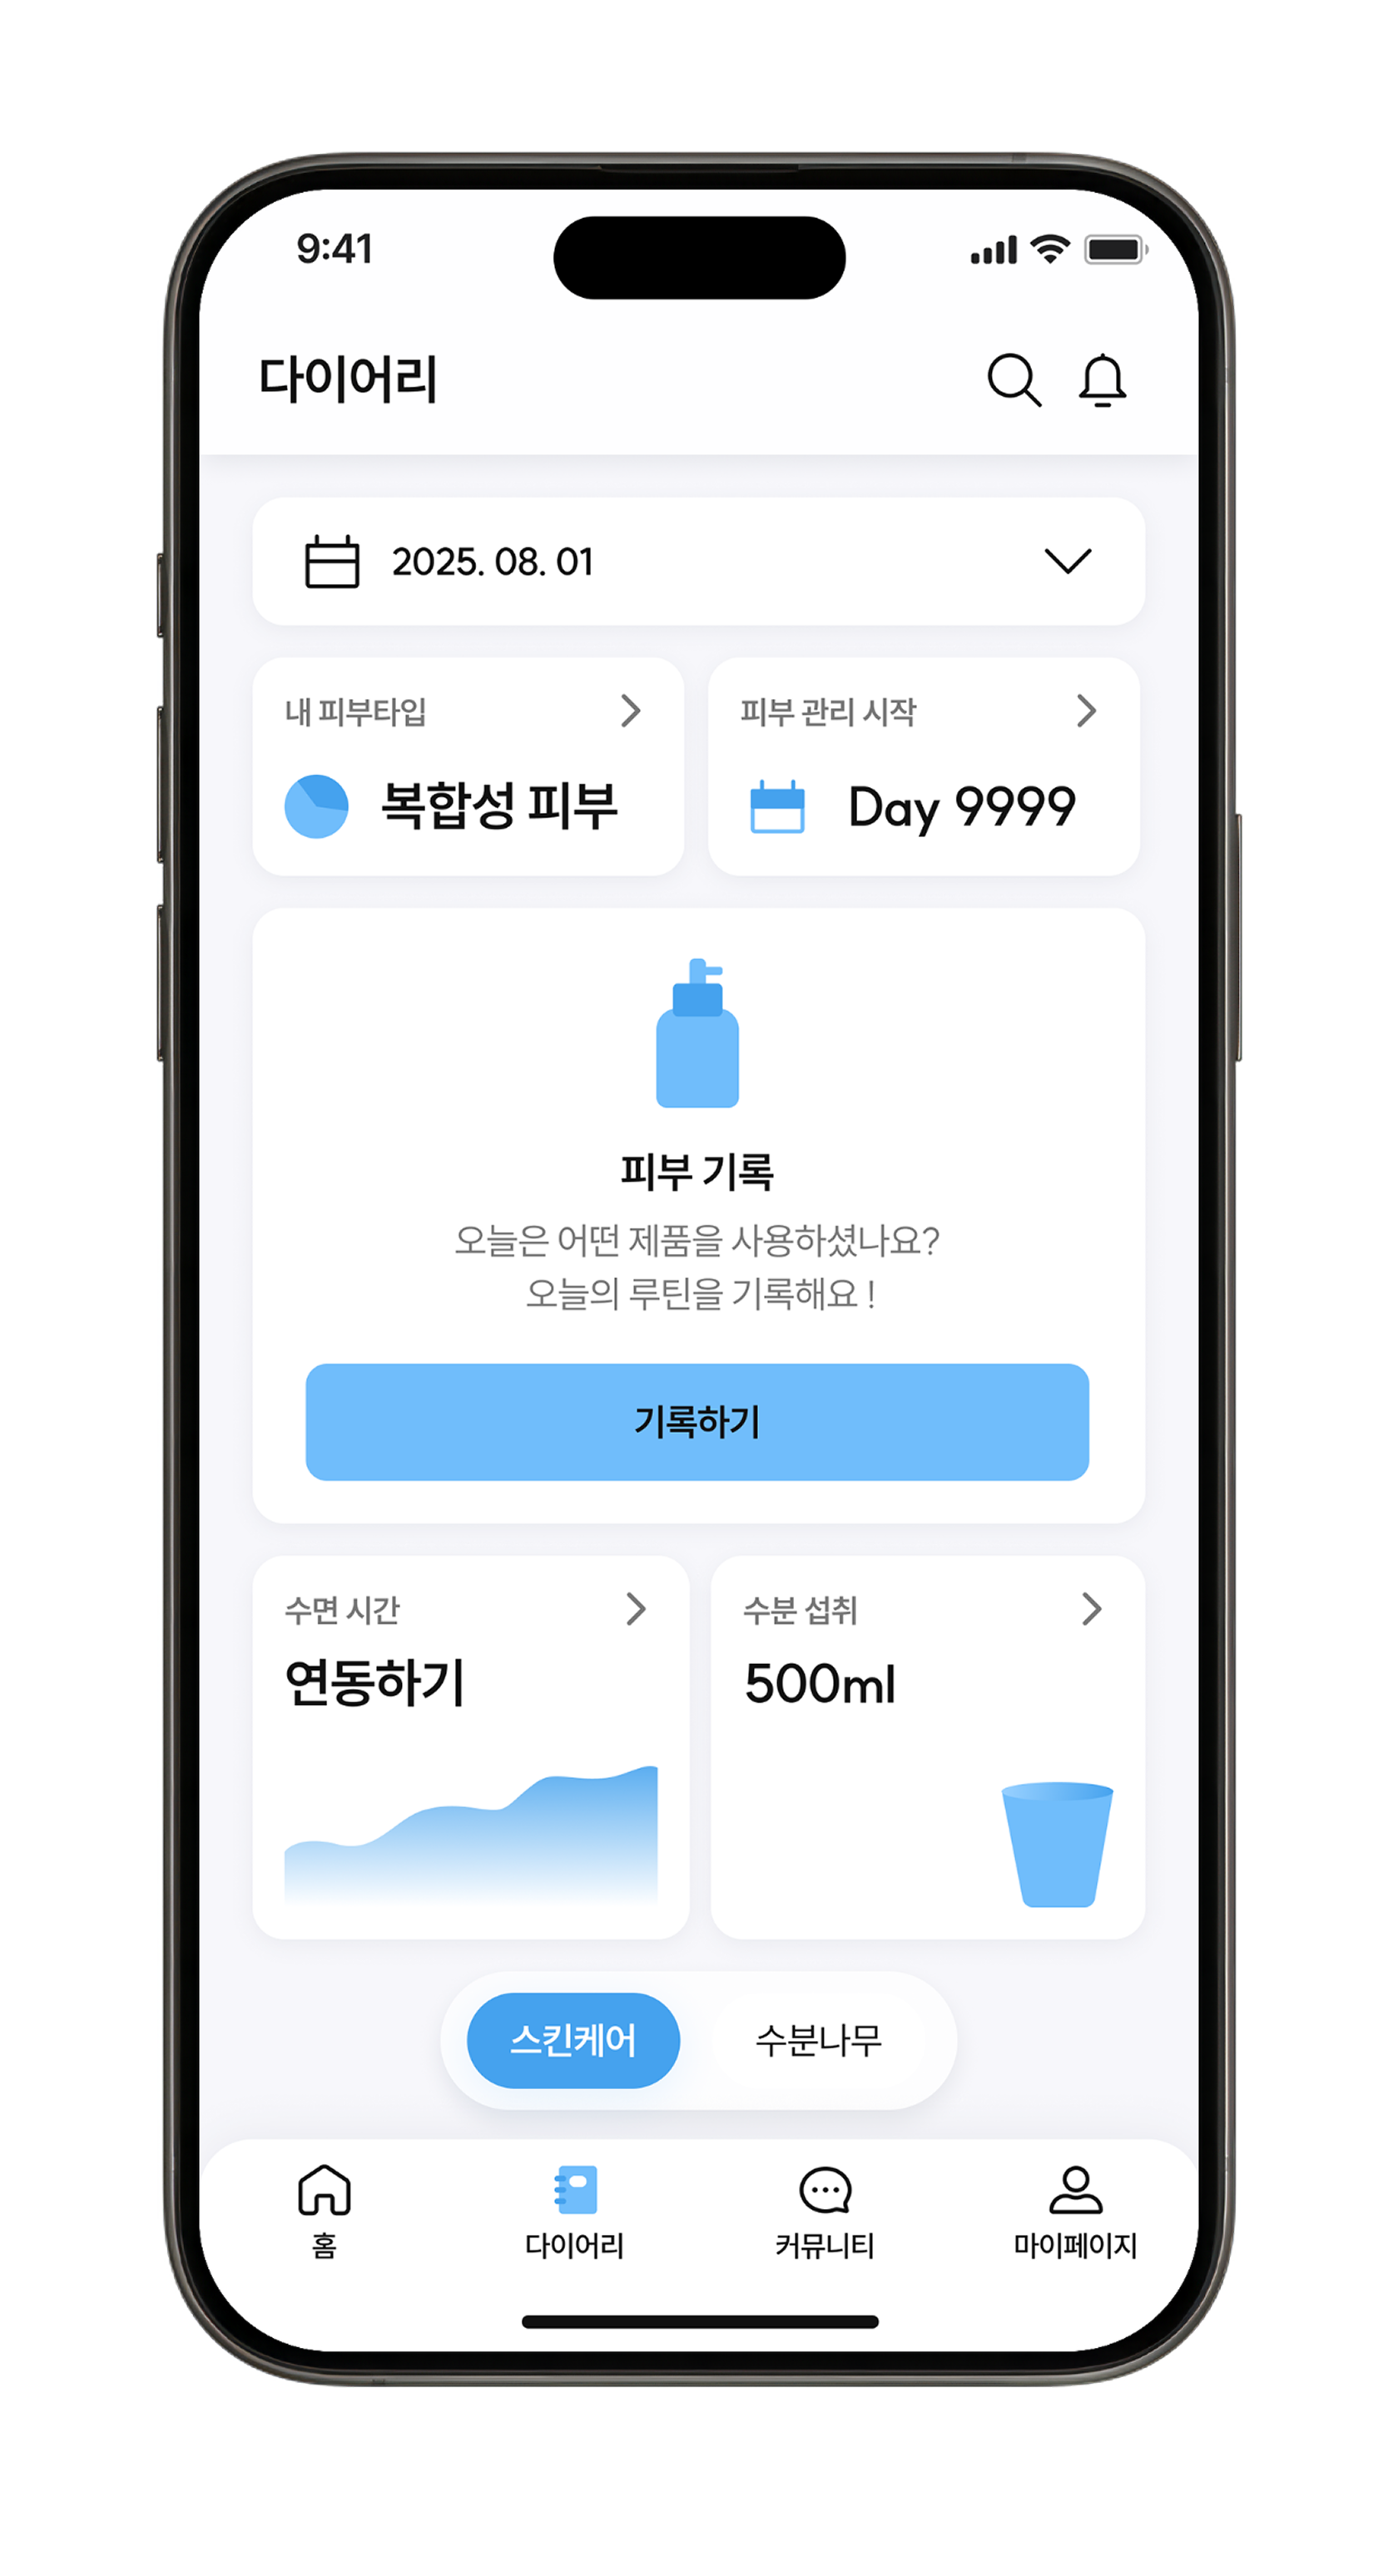 9:41
다이어리
2025. 08. 01
내 피부타입
복합성 피부
피부 관리 시작
Day 9999
피부 기록
오늘은 어떤 제품을 사용하셨나요?
오늘의 루틴을 기록해요 !
기록하기
수면 시간
연동하기
수분 섭취
500ml
스킨케어
수분나무
홈
다이어리
커뮤니티
마이페이지